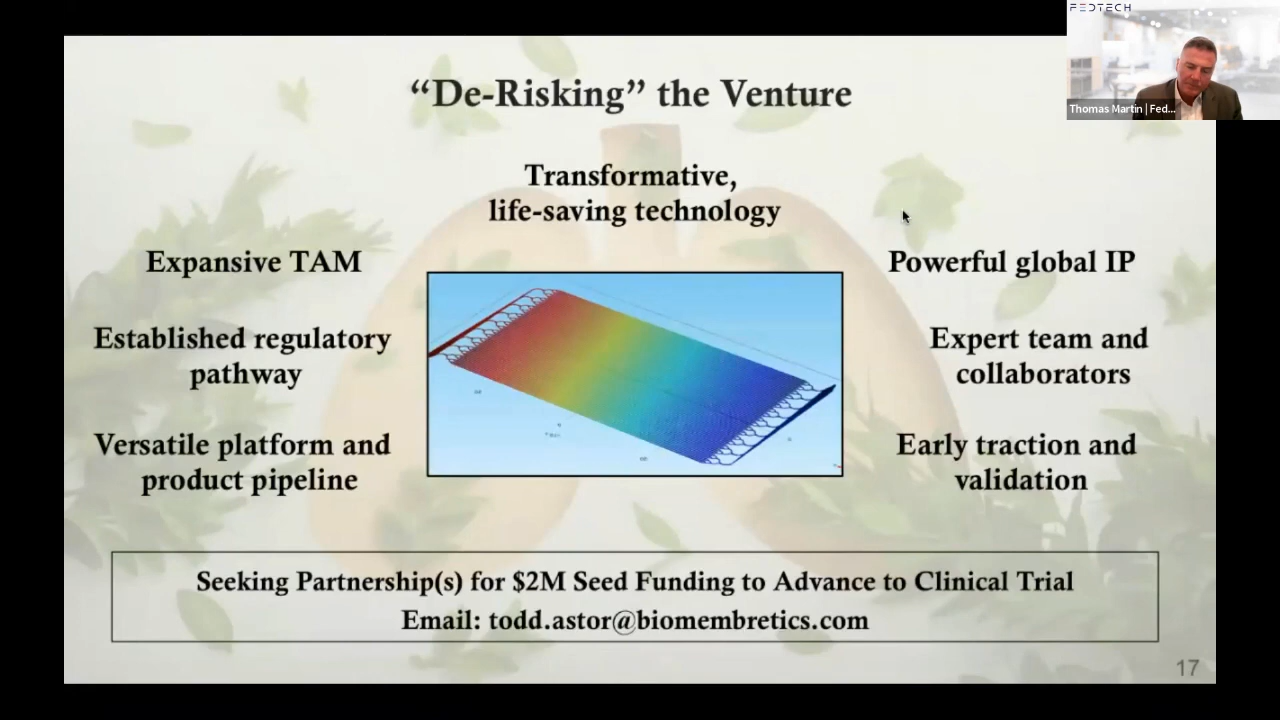 FEDTECH
Thomas Martin | Fed...
“De-Risking” the Venture
Transformative,
life-saving technology
Expansive TAM
Powerful global IP
Established regulatory
pathway
Expert team and
collaborators
Versatile platform and
product pipeline
Early traction and
validation
Seeking Partnership(s) for $2M Seed Funding to Advance to Clinical Trial
Email: todd.astor@biomembretics.com
17